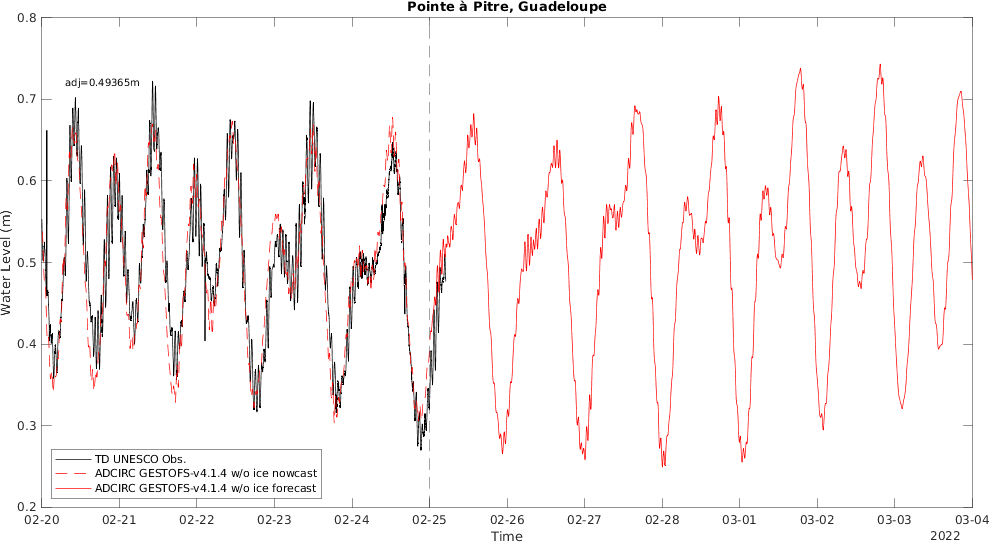 Pointe à Pitre, Guadeloupe
0.8
0.7
0.6
0.5
0.4
0.3
0.2
Water Level (m)
adj=0.49365m
TD UNESCO Obs.
ADCIRC GESTOFS-v4.1.4 w/o ice nowcast
ADCIRC GESTOFS-v4.1.4 w/o ice forecast
02-20 02-21 02-22 02-23 02-24 02-25 02-26 02-27 02-28 03-01 03-02 03-03 03-04
Time
2022